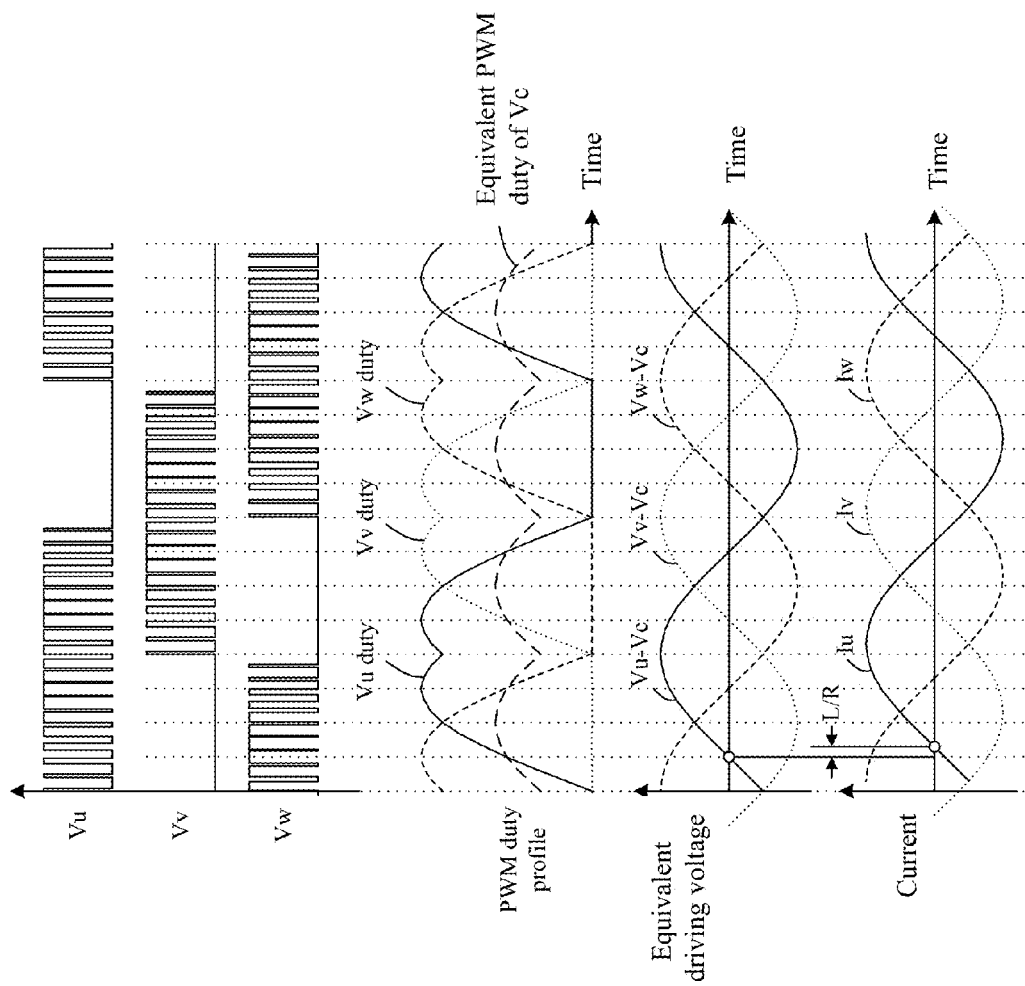 Vu
Vv
Vw
PWM duty
profile
Vu duty
Vv duty
Vw duty
Equivalent PWM
duty of Vc
Time
Equivalent
driving voltage
Vu-Vc
Vv-Vc
Vw-Vc
Time
L/R
Current
Iu
Iv
Iw
Time